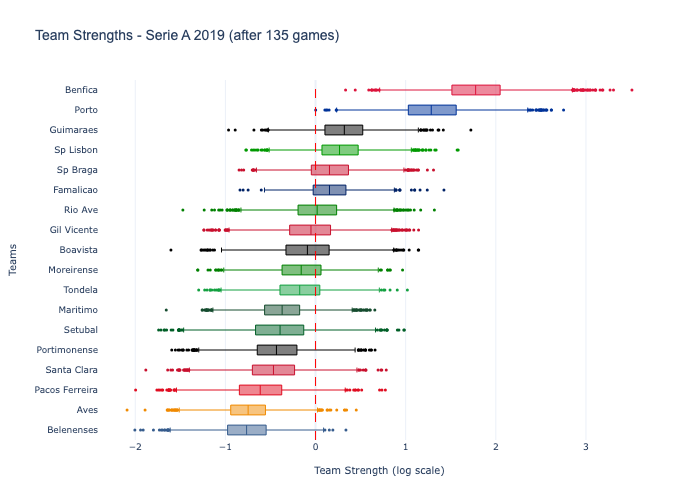 Team Strengths - Serie A 2019 (after 135 games)
Benfica
Porto
Guimaraes
Sp Lisbon
Sp Braga
Famalicao
Rio Ave
Gil Vicente
Boavista
Moreirense
Tondela
Maritimo
Setubal
Portimonense
Santa Clara
Pacos Ferreira
Aves
Belenenses
Teams
−2 −1 0 1 2 3
Team Strength (log scale)